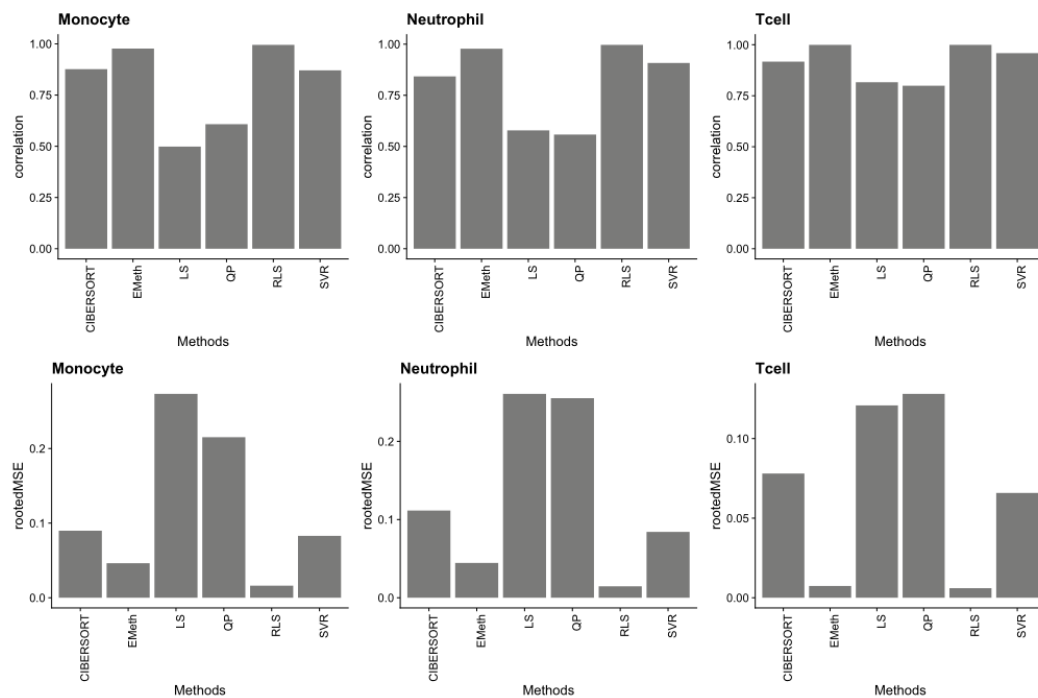 Monocyte
correlation
1.00
0.75
0.50
0.25
0.00
CIBERSORT
EMeth
LS
QP
RLS
SVR
Methods
Neutrophil
correlation
1.00
0.75
0.50
0.25
0.00
CIBERSORT
EMeth
LS
QP
RLS
SVR
Methods
Tcell
correlation
1.00
0.75
0.50
0.25
0.00
CIBERSORT
EMeth
LS
QP
RLS
SVR
Methods
Monocyte
rootedMSE
0.2
0.1
0.0
CIBERSORT
EMeth
LS
QP
RLS
SVR
Methods
Neutrophil
rootedMSE
0.2
0.1
0.0
CIBERSORT
EMeth
LS
QP
RLS
SVR
Methods
Tcell
rootedMSE
0.10
0.05
0.00
CIBERSORT
EMeth
LS
QP
RLS
SVR
Methods